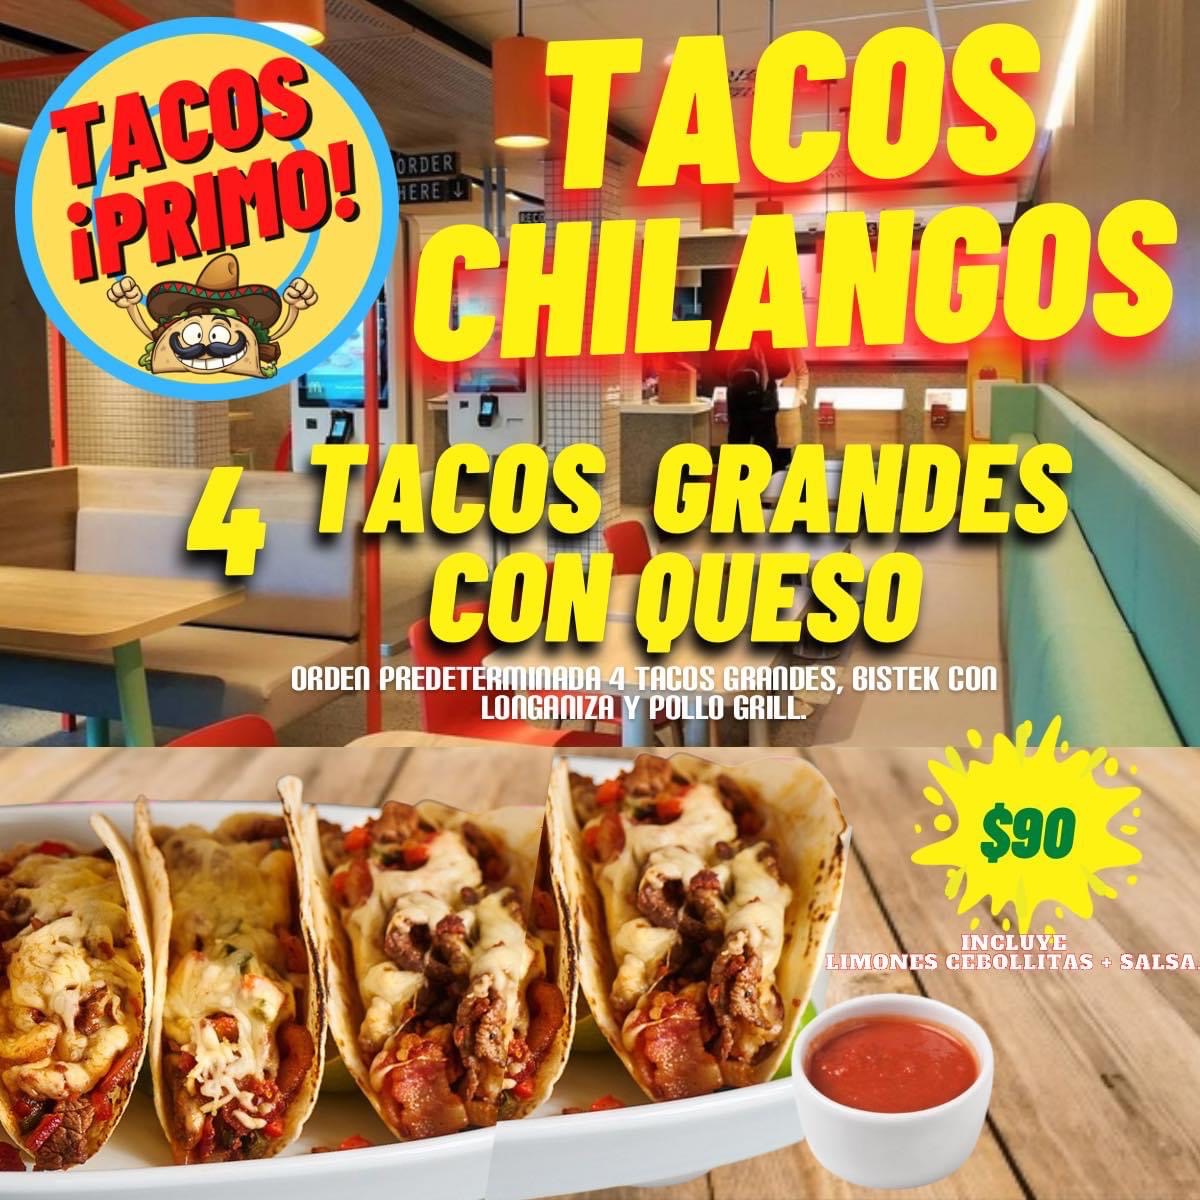 TACOS
¡PRIMO!
ORDER
HERE ↓
RECO
TACOS
CHILANGOS
4 TACOS GRANDES
CON QUESO
ORDEN PREDETERMINADA 4 TACOS GRANDES, BISTEK CON
LONGANIZA Y POLLO GRILL.
$90
INCLUYE
LIMONES CEBOLLITAS + SALSA.